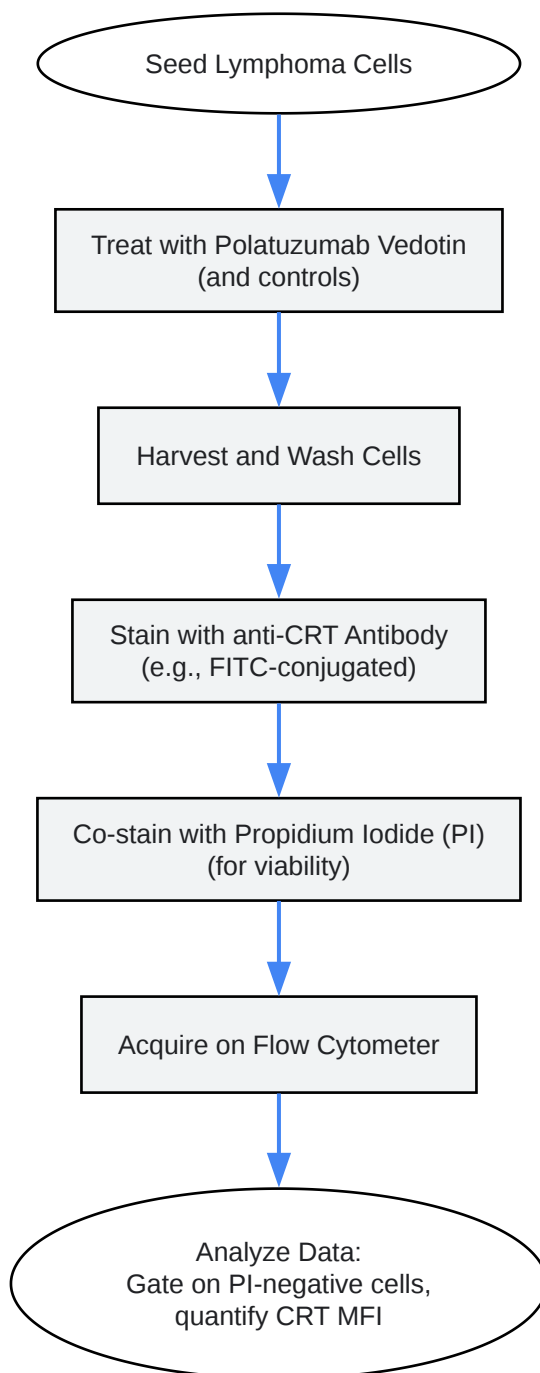 Seed Lymphoma Cells
Treat with Polatuzumab Vedotin
(and controls)
Harvest and Wash Cells
Stain with anti-CRT Antibody
(e.g., FITC-conjugated)
Co-stain with Propidium Iodide (PI)
(for viability)
Acquire on Flow Cytometer
Analyze Data:
Gate on PI-negative cells,
quantify CRT MFI